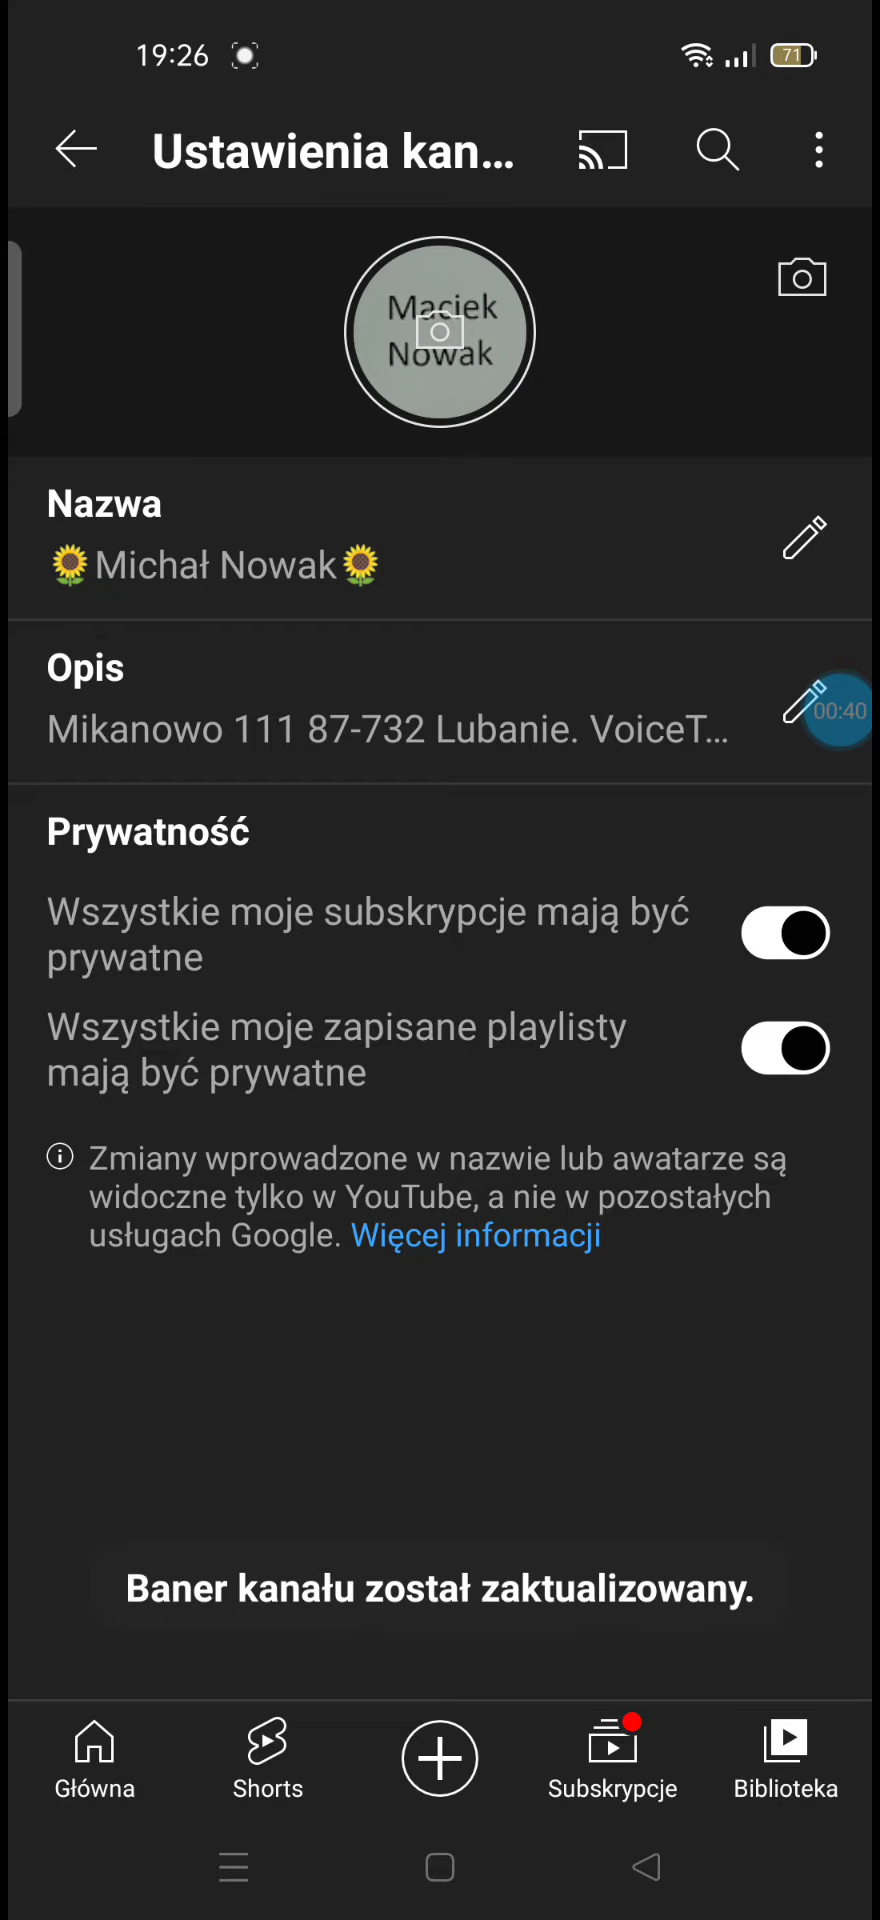 19:26
71
Ustawienia kan...
Maciek
Nowak
Nazwa
🌻Michał Nowak🌻
Opis
Mikanowo 111 87-732 Lubanie. VoiceT...
00:40
Prywatność
Wszystkie moje subskrypcje mają być
prywatne
Wszystkie moje zapisane playlisty
mają być prywatne
Zmiany wprowadzone w nazwie lub awatarze są
widoczne tylko w YouTube, a nie w pozostałych
usługach Google. Więcej informacji
Baner kanału został zaktualizowany.
Główna
Shorts
Subskrypcje
Biblioteka